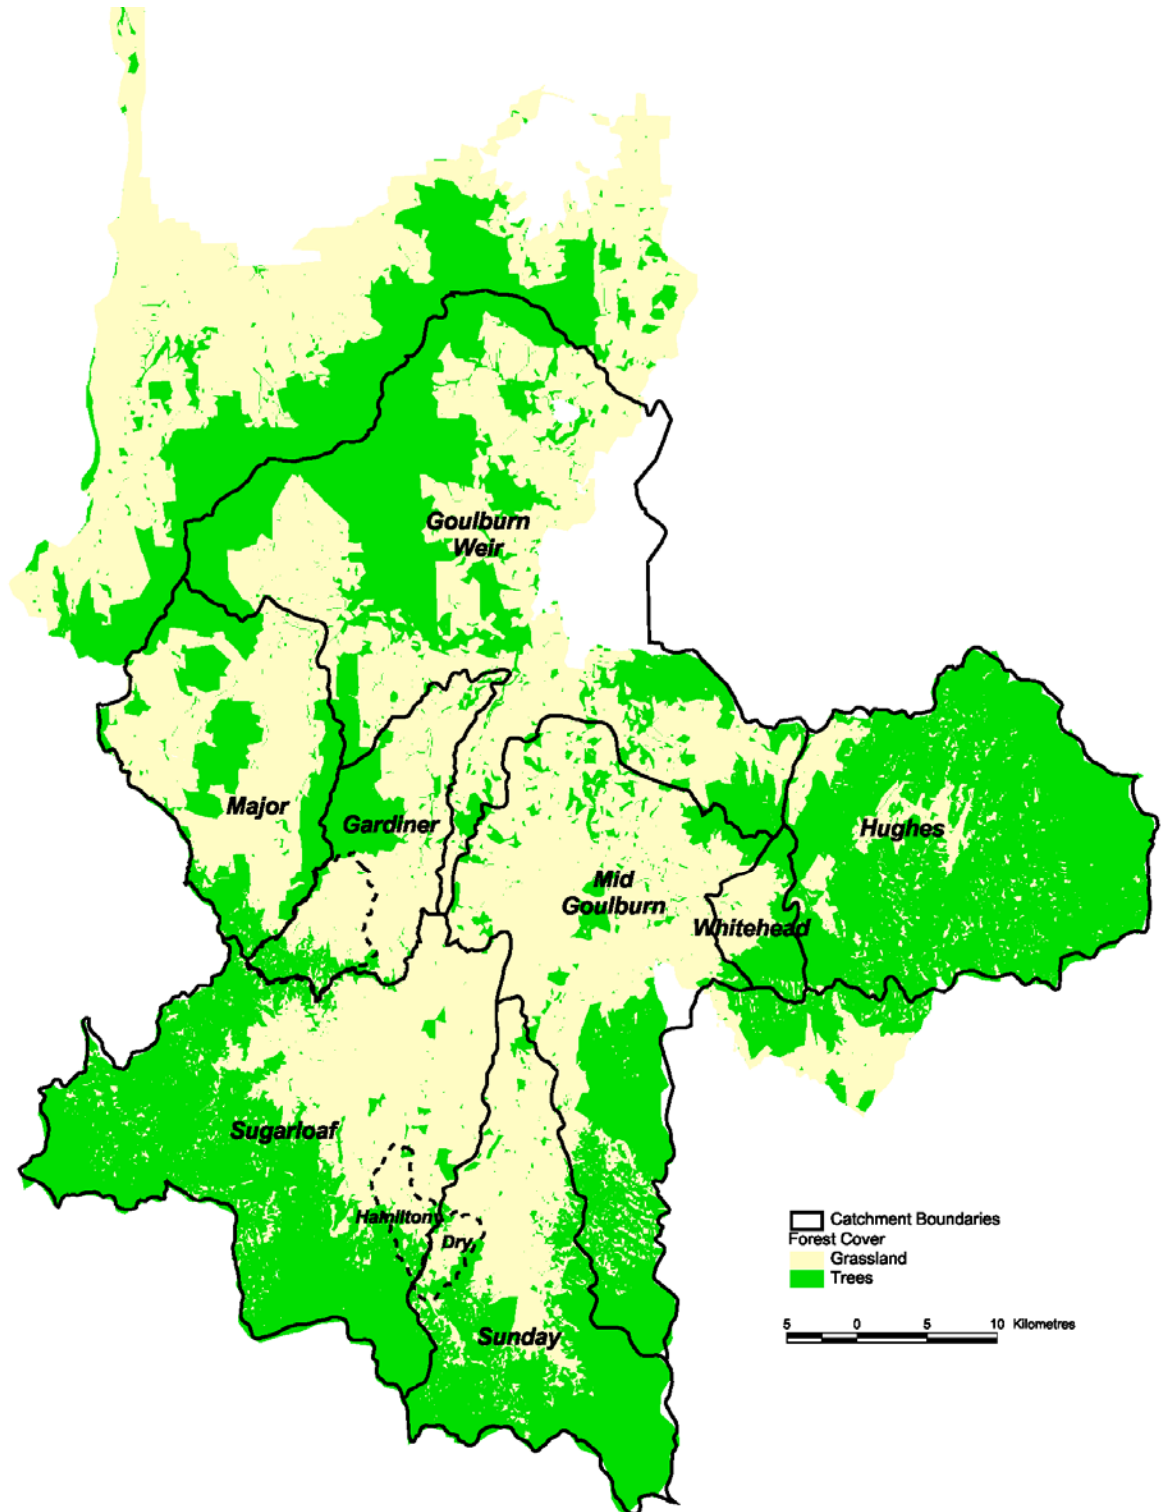 Goulburn
Weir
Major
Gardiner
Hughes
Mid
Goulburn
Whitehead
Sugarloaf
Hamilton
Dry
Sunday
Catchment Boundaries
Forest Cover
Grassland
Trees
5 0 5 10 Kilometres